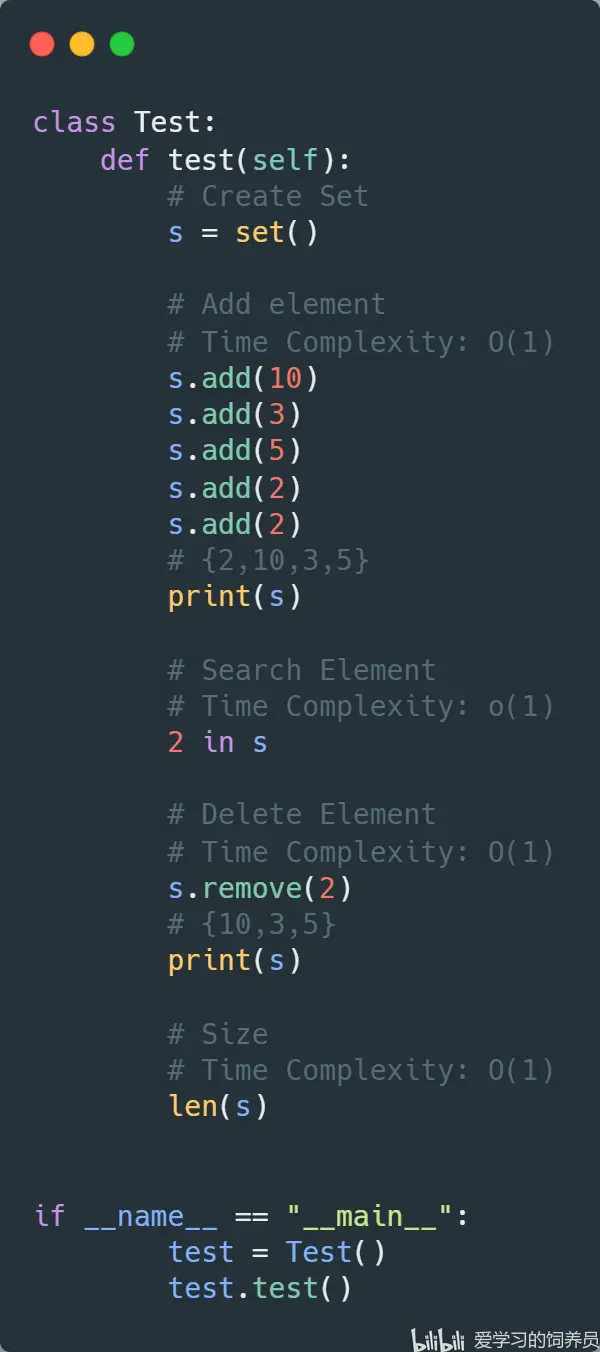 class Test:
    def test(self):
        # Create Set
        s = set()

        # Add element
        # Time Complexity: O(1)
        s.add(10)
        s.add(3)
        s.add(5)
        s.add(2)
        s.add(2)
        # {2,10,3,5}
        print(s)

        # Search Element
        # Time Complexity: o(1)
        2 in s

        # Delete Element
        # Time Complexity: O(1)
        s.remove(2)
        # {10,3,5}
        print(s)

        # Size
        # Time Complexity: O(1)
        len(s)


if __name__ == "__main__":
        test = Test()
        test.test()
bilibili 爱学习的饲养员